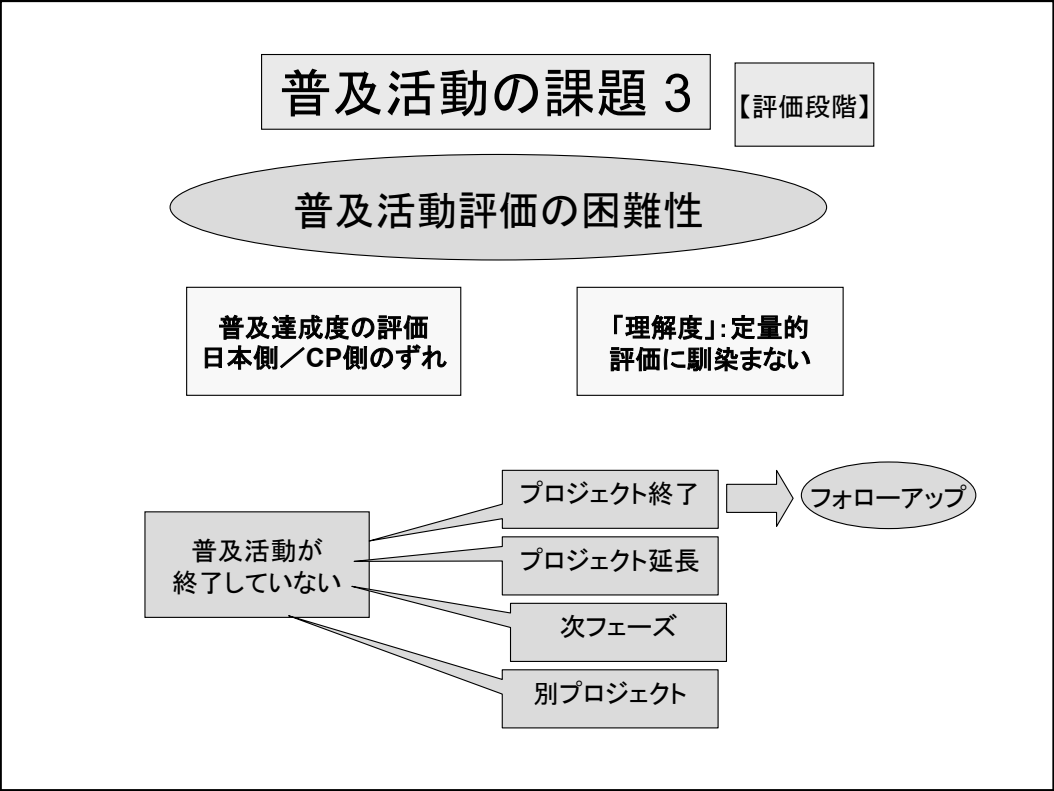 普及活動の課題 3
【評価段階】
普及活動評価の困難性
普及達成度の評価
日本側／CP側のずれ
「理解度」：定量的
評価に馴染まない
普及活動が
終了していない
プロジェクト終了
フォローアップ
プロジェクト延長
次フェーズ
別プロジェクト